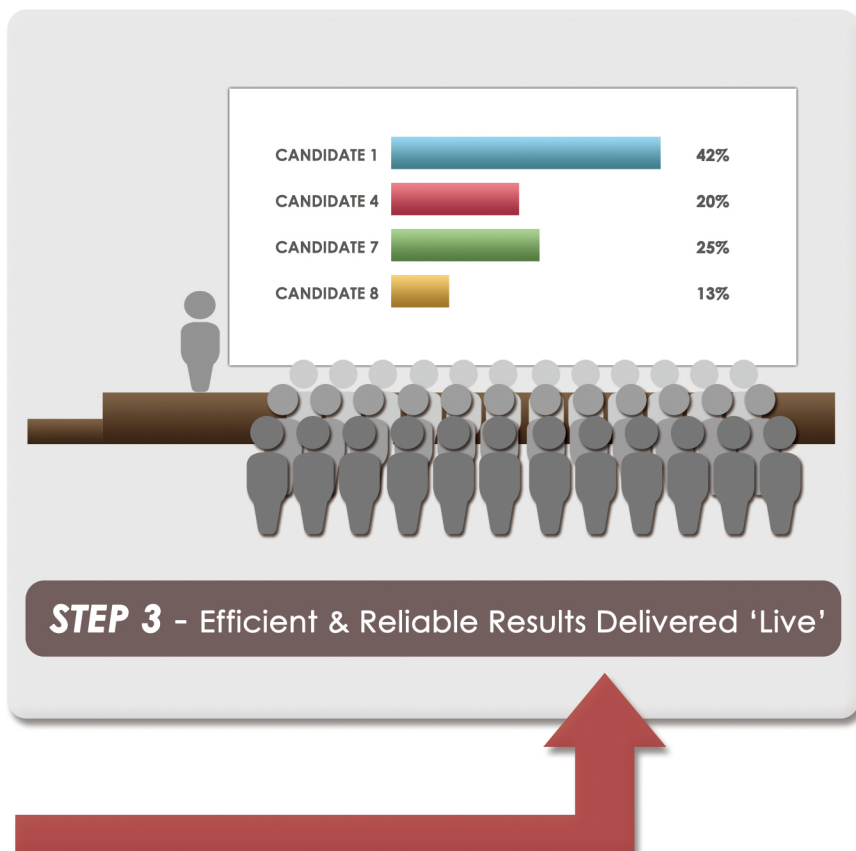 CANDIDATE 1 42%
CANDIDATE 4 20%
CANDIDATE 7 25%
CANDIDATE 8 13%
STEP 3 - Efficient & Reliable Results Delivered ‘Live’